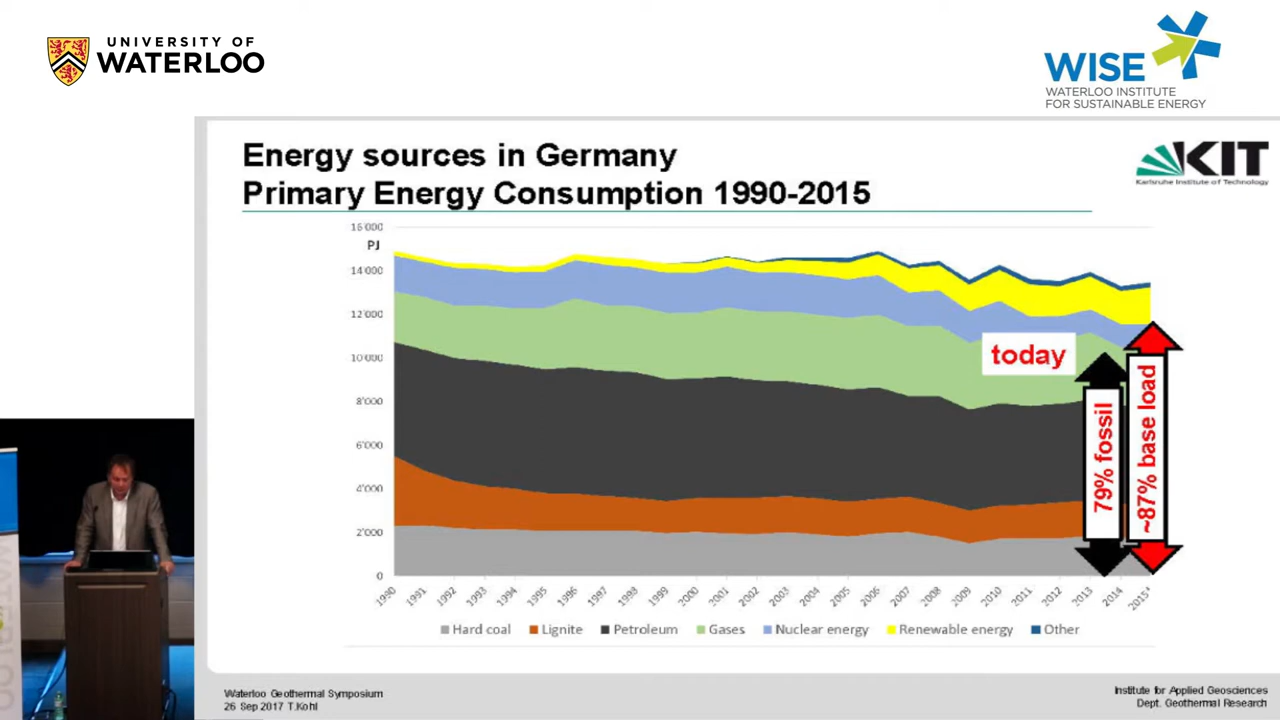 UNIVERSITY OF
WATERLOO
WISE
WATERLOO INSTITUTE
FOR SUSTAINABLE ENERGY
Energy sources in Germany
Primary Energy Consumption 1990-2015
KIT
Karlsruhe Institute of Technology
16'000
PJ
14'000
12'000
10'000
8'000
6'000
4'000
2'000
0
today
79% fossil
~87% base load
1990 1991 1992 1993 1994 1995 1996 1997 1998 1999 2000 2001 2002 2003 2004 2005 2006 2007 2008 2009 2010 2011 2012 2013 2014 2015*
Hard coal Lignite Petroleum Gases Nuclear energy Renewable energy Other
Waterloo Geothermal Symposium
26 Sep 2017 T.Kohl
Institute for Applied Geosciences
Dept. Geothermal Research